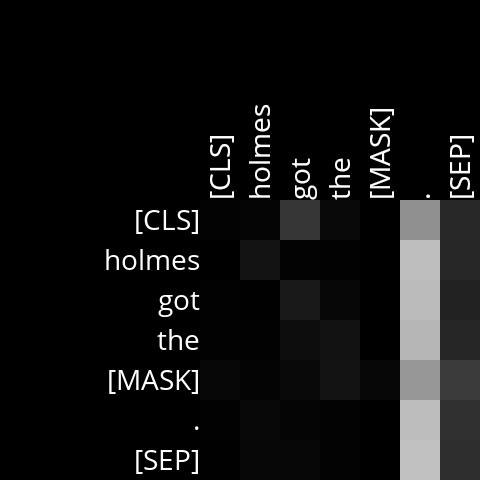 [CLS] holmes got the [MASK] . [SEP]
[CLS]
holmes
got
the
[MASK]
.
[SEP]